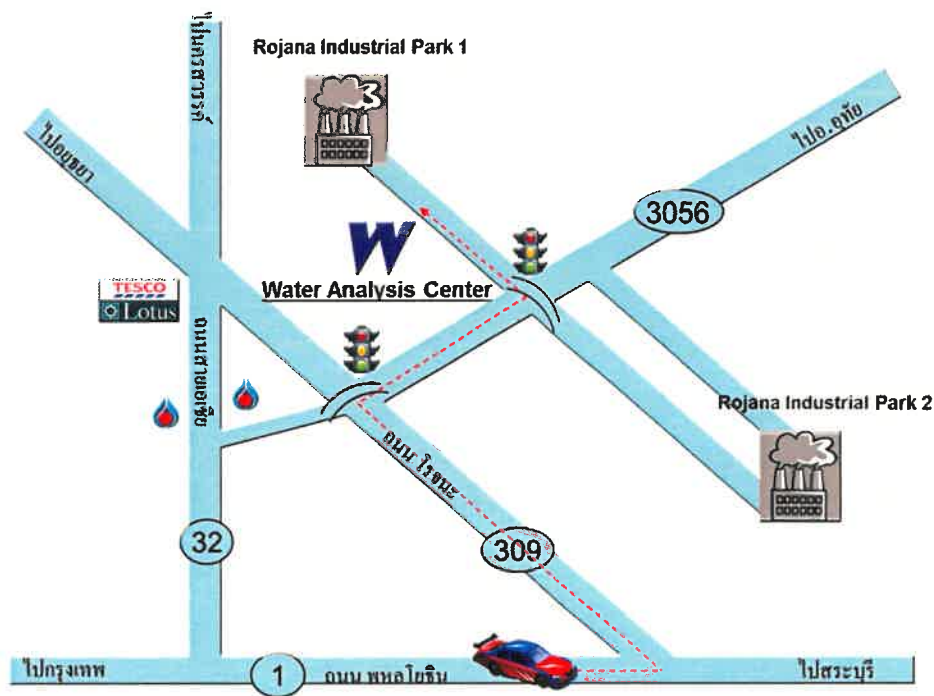 Rojana Industrial Park 1
ไปนครสวรรค์
ไปอยุธยา
ไปอ.อุทัย
3056
W
Water Analysis Center
TESCO
Lotus
ถนนสายเอเซีย
Rojana Industrial Park 2
ถนน โรจนะ
32
309
ไปกรุงเทพ
1
ถนน พหลโยธิน
ไปสระบุรี